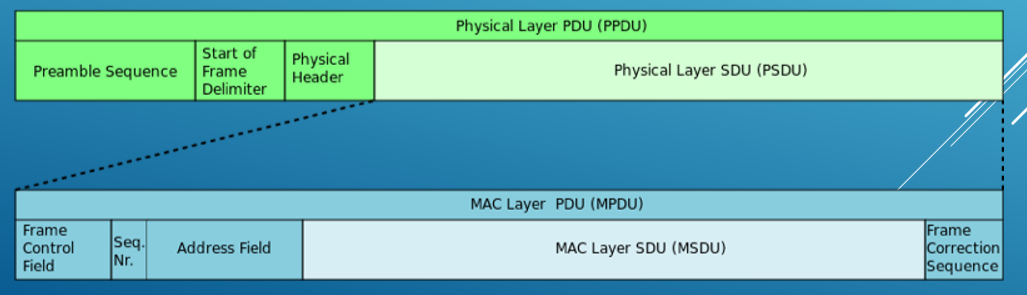 Physical Layer PDU (PPDU)
Preamble Sequence
Start of
Frame
Delimiter
Physical
Header
Physical Layer SDU (PSDU)
MAC Layer PDU (MPDU)
Frame
Control
Field
Seq.
Nr.
Address Field
MAC Layer SDU (MSDU)
Frame
Correction
Sequence